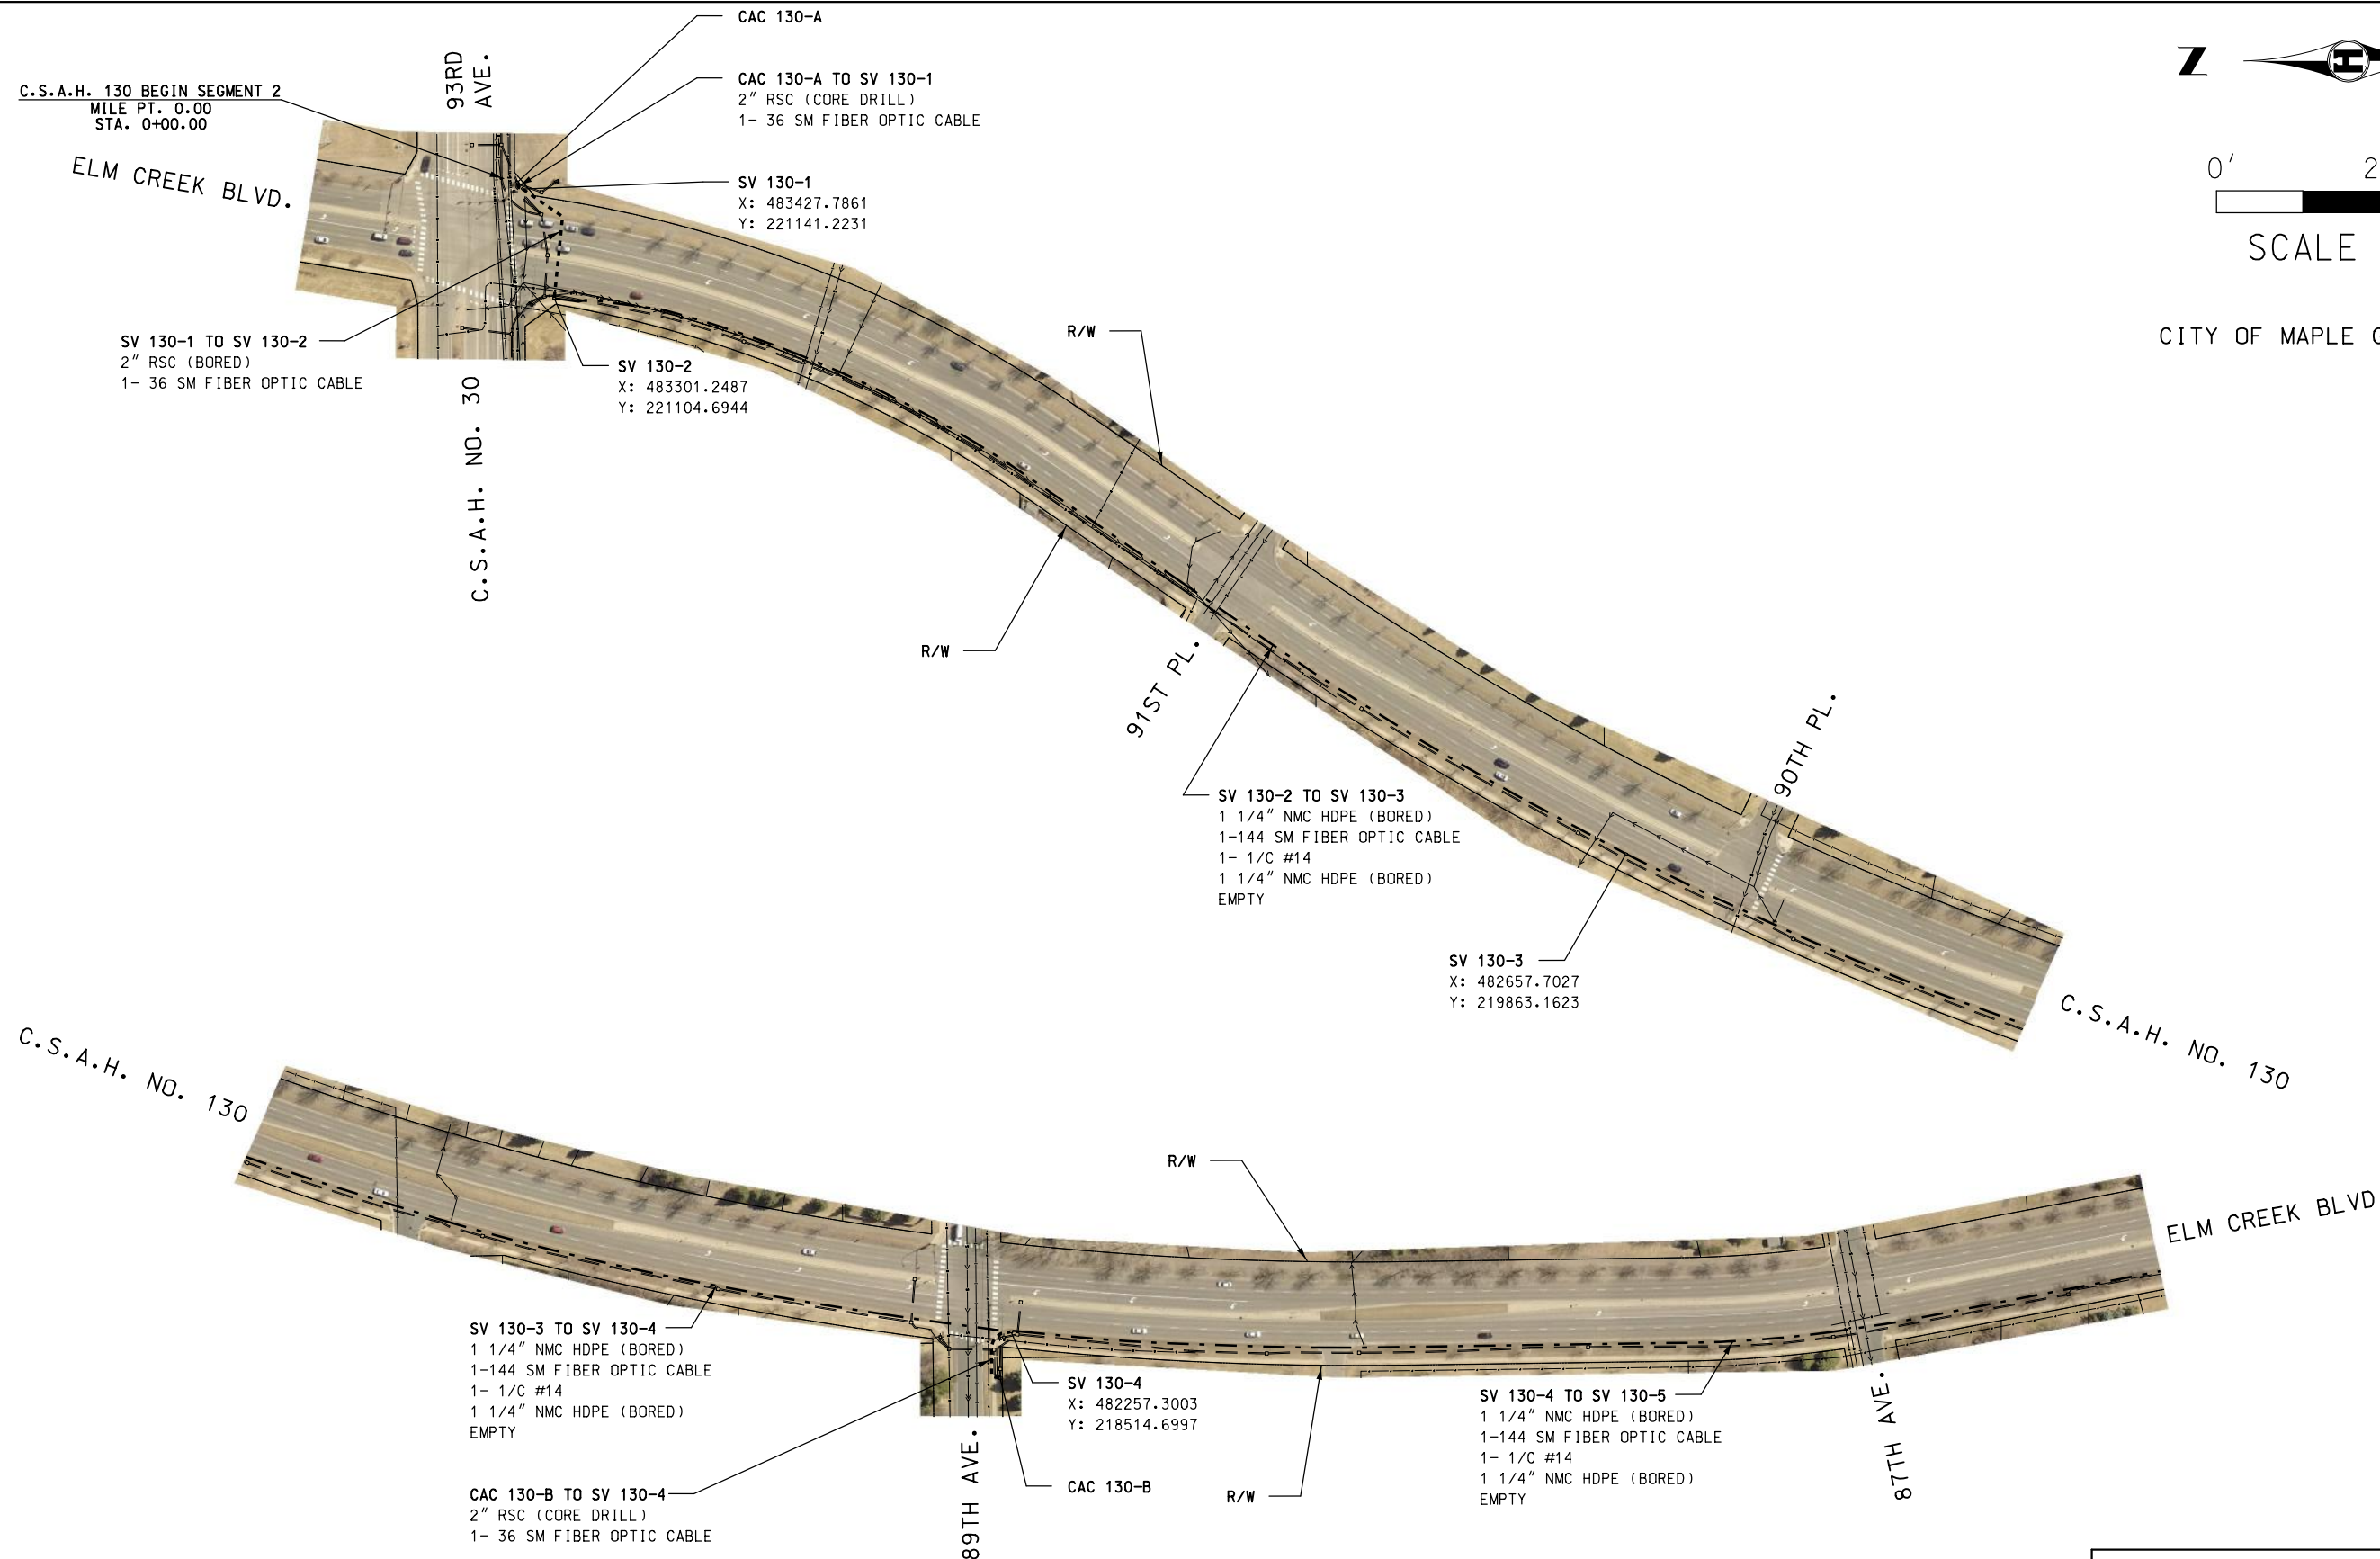 CAC 130-A
C.S.A.H. 130 BEGIN SEGMENT 2
MILE PT. 0.00
STA. 0+00.00
93RD
AVE.
CAC 130-A TO SV 130-1
2" RSC (CORE DRILL)
1- 36 SM FIBER OPTIC CABLE
Z
H
0'
2
SCALE
CITY OF MAPLE
ELM CREEK BLVD.
SV 130-1
X: 483427.7861
Y: 221141.2231
SV 130-1 TO SV 130-2
2" RSC (BORED)
1- 36 SM FIBER OPTIC CABLE
SV 130-2
X: 483301.2487
Y: 221104.6944
C.S.A.H. NO. 30
R/W
R/W
91ST PL.
90TH PL.
SV 130-2 TO SV 130-3
1 1/4" NMC HDPE (BORED)
1-144 SM FIBER OPTIC CABLE
1- 1/C #14
1 1/4" NMC HDPE (BORED)
EMPTY
SV 130-3
X: 482657.7027
Y: 219863.1623
C.S.A.H. NO. 130
C.S.A.H. NO. 130
R/W
ELM CREEK BLVD
SV 130-3 TO SV 130-4
1 1/4" NMC HDPE (BORED)
1-144 SM FIBER OPTIC CABLE
1- 1/C #14
1 1/4" NMC HDPE (BORED)
EMPTY
SV 130-4
X: 482257.3003
Y: 218514.6997
SV 130-4 TO SV 130-5
1 1/4" NMC HDPE (BORED)
1-144 SM FIBER OPTIC CABLE
1- 1/C #14
1 1/4" NMC HDPE (BORED)
EMPTY
CAC 130-B TO SV 130-4
2" RSC (CORE DRILL)
1- 36 SM FIBER OPTIC CABLE
89TH AVE.
CAC 130-B
R/W
87TH AVE.